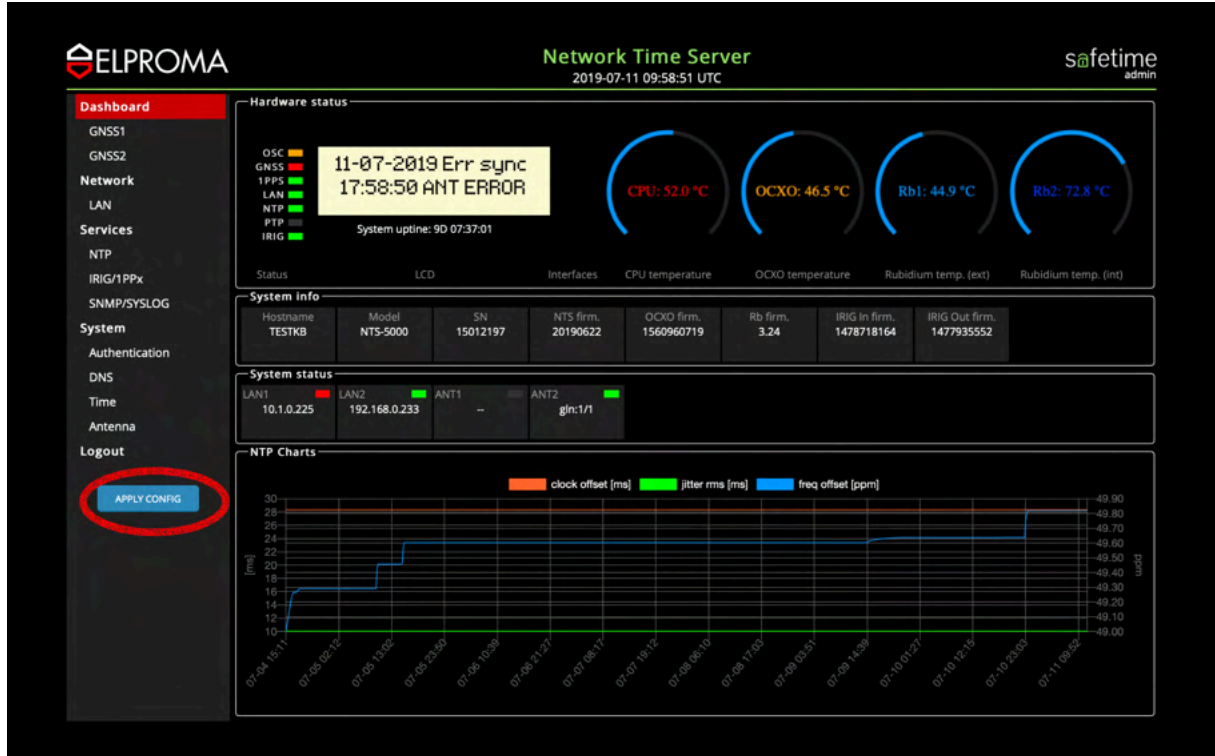 ELPROMA
Network Time Server
2019-07-11 09:58:51 UTC
safetime
admin
Dashboard
GNSS1
GNSS2
Network
LAN
Services
NTP
IRIG/1PPx
SNMP/SYSLOG
System
Authentication
DNS
Time
Antenna
Logout
APPLY CONFIG
Hardware status
OSC
GNSS
1PPS
LAN
NTP
PTP
IRIG
11-07-2019 Err sync
17:58:50 ANT ERROR
System uptine: 9D 07:37:01
CPU: 52.0 °C
OCXO: 46.5 °C
Rb1: 44.9 °C
Rb2: 72.8 °C
Status LCD Interfaces CPU temperature OCXO temperature Rubidium temp. (ext) Rubidium temp. (int)
System info
Hostname Model SN NTS firm. OCXO firm. Rb firm. IRIG In firm. IRIG Out firm.
TESTKB NTS-5000 15012197 20190622 1560960719 3.24 1478718164 1477935552
System status
LAN1 LAN2 ANT1 ANT2
10.1.0.225 192.168.0.233 -- gln:1/1
NTP Charts
clock offset [ms] jitter rms [ms] freq offset [ppm]
[ms]
30
28
26
24
22
20
18
16
14
12
10
49.90
49.80
49.70
49.60
49.50
49.40
49.30
49.20
49.10
49.00
ppm
07-04 15:11 07-05 02:12 07-05 13:02 07-05 23:50 07-06 10:39 07-06 21:27 07-07 08:17 07-07 19:12 07-08 06:10 07-08 17:03 07-09 03:51 07-09 14:39 07-10 01:27 07-10 12:15 07-10 23:03 07-11 09:52